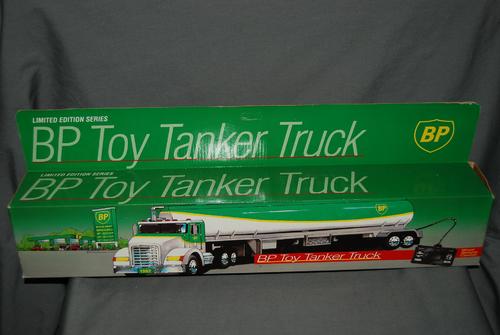 LIMITED EDITION SERIES
BP Toy Tanker Truck
BP
LIMITED EDITION SERIES
BP Toy Tanker Truck
BP
BP
BP Toy Tanker Truck